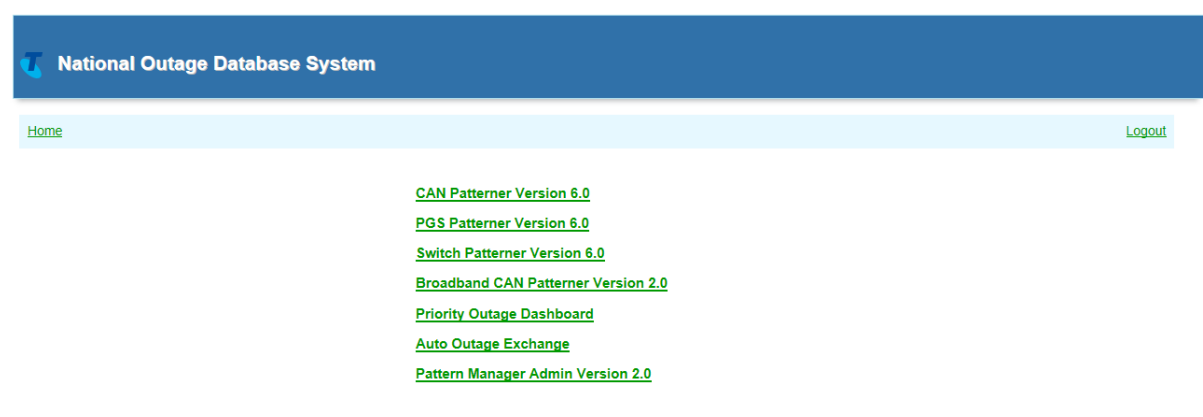 National Outage Database System
Home Logout
CAN Patterner Version 6.0
PGS Patterner Version 6.0
Switch Patterner Version 6.0
Broadband CAN Patterner Version 2.0
Priority Outage Dashboard
Auto Outage Exchange
Pattern Manager Admin Version 2.0